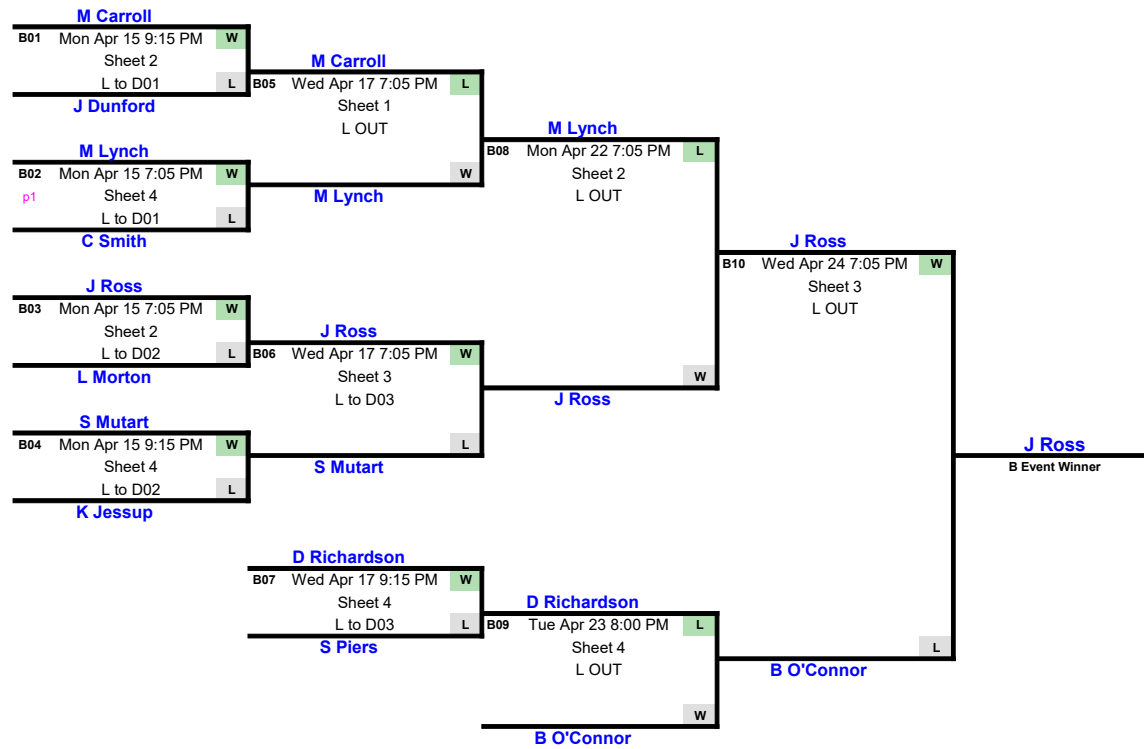 M Carroll
B01 Mon Apr 15 9:15 PM W
Sheet 2
L to D01 L
J Dunford
M Lynch
B02 Mon Apr 15 7:05 PM W
p1 Sheet 4
L to D01 L
C Smith
J Ross
B03 Mon Apr 15 7:05 PM W
Sheet 2
L to D02 L
L Morton
S Mutart
B04 Mon Apr 15 9:15 PM W
Sheet 4
L to D02 L
K Jessup
M Carroll
B05 Wed Apr 17 7:05 PM L
Sheet 1
L OUT
W
M Lynch
J Ross
B06 Wed Apr 17 7:05 PM W
Sheet 3
L to D03
L
S Mutart
D Richardson
B07 Wed Apr 17 9:15 PM W
Sheet 4
L to D03 L
S Piers
M Lynch
B08 Mon Apr 22 7:05 PM L
Sheet 2
L OUT
W
J Ross
D Richardson
B09 Tue Apr 23 8:00 PM L
Sheet 4
L OUT
W
B O'Connor
J Ross
B10 Wed Apr 24 7:05 PM W
Sheet 3
L OUT
L
B O'Connor
J Ross
B Event Winner